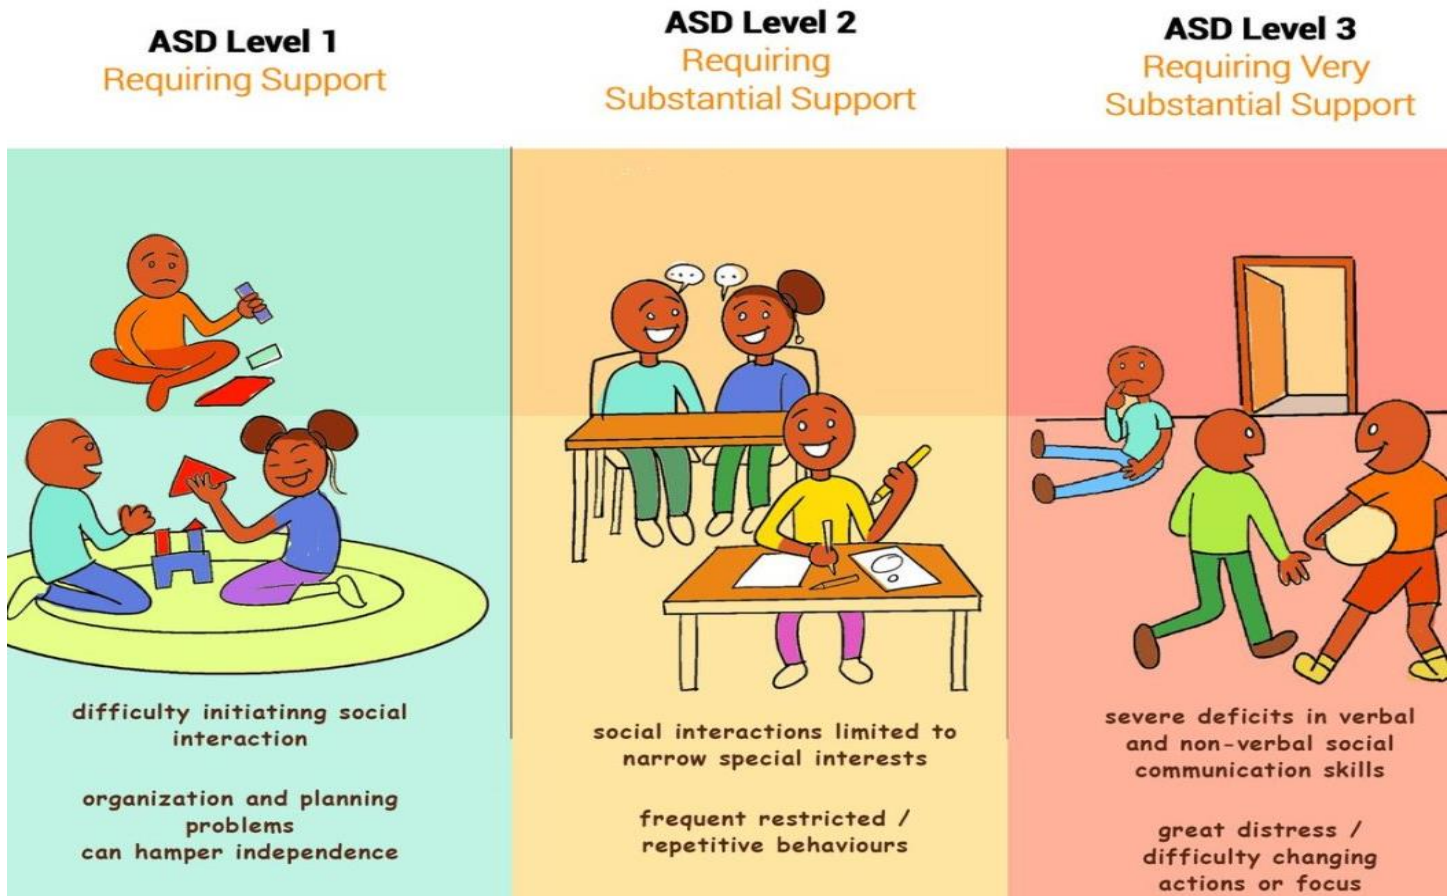 ASD Level 1
Requiring Support
difficulty initiatinng social
interaction
organization and planning
problems
can hamper independence
ASD Level 2
Requiring
Substantial Support
social interactions limited to
narrow special interests
frequent restricted /
repetitive behaviours
ASD Level 3
Requiring Very
Substantial Support
severe deficits in verbal
and non-verbal social
communication skills
great distress /
difficulty changing
actions or focus